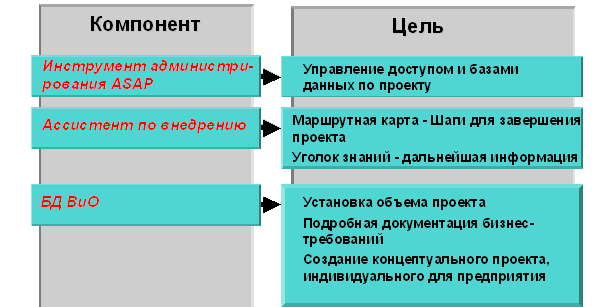 Компонент
Цель
Инструмент администри-
рования ASAP
Управление доступом и базами
данных по проекту
Ассистент по внедрению
Маршрутная карта - Шаги для завершения
проекта
Уголок знаний - дальнейшая информация
БД ВиО
Установка объема проекта
Подробная документация бизнес-
требований
Создание концептуального проекта,
индивидуального для предприятия